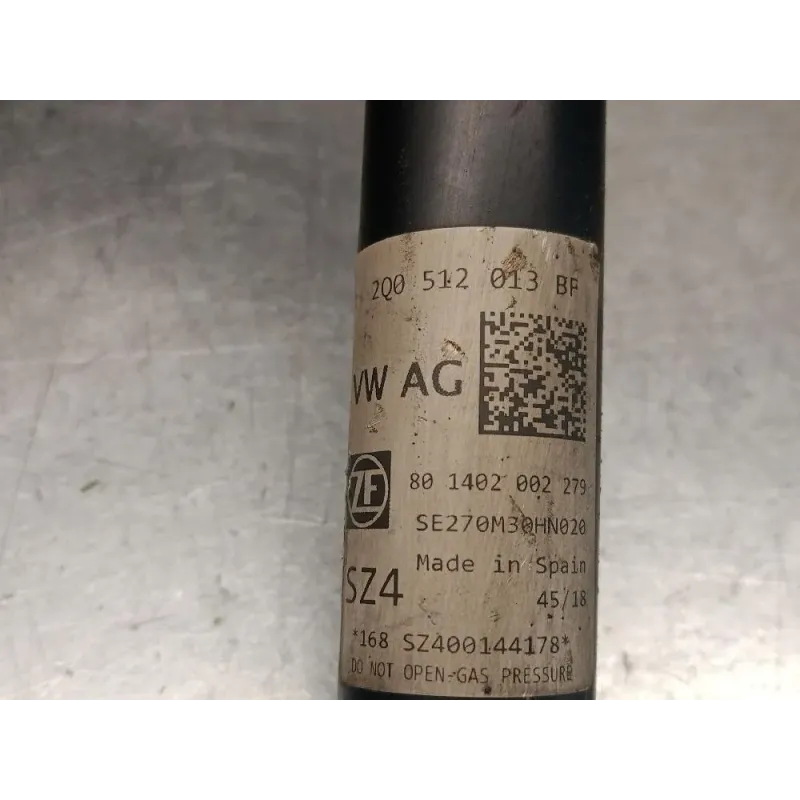 2Q0 512 013 BF
VW AG
ZF
80 1402 002 279
SE270M30HN020
Made in Spain
SZ4
45/18
*168 SZ400144178*
DO NOT OPEN-GAS PRESSURE